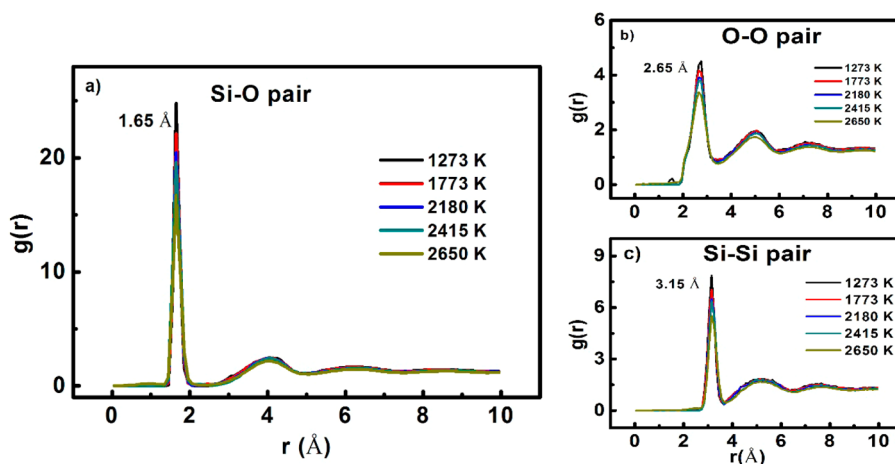 a)
Si-O pair
1.65 Å
1273 K
1773 K
2180 K
2415 K
2650 K
g(r)
20
10
0
0 2 4 6 8 10
r (Å)
b)
O-O pair
2.65 Å
1273 K
1773 K
2180 K
2415 K
2650 K
g(r)
6
4
2
0
0 2 4 6 8 10
c)
Si-Si pair
3.15 Å
1273 K
1773 K
2180 K
2415 K
2650 K
g(r)
9
6
3
0
0 2 4 6 8 10
r(Å)